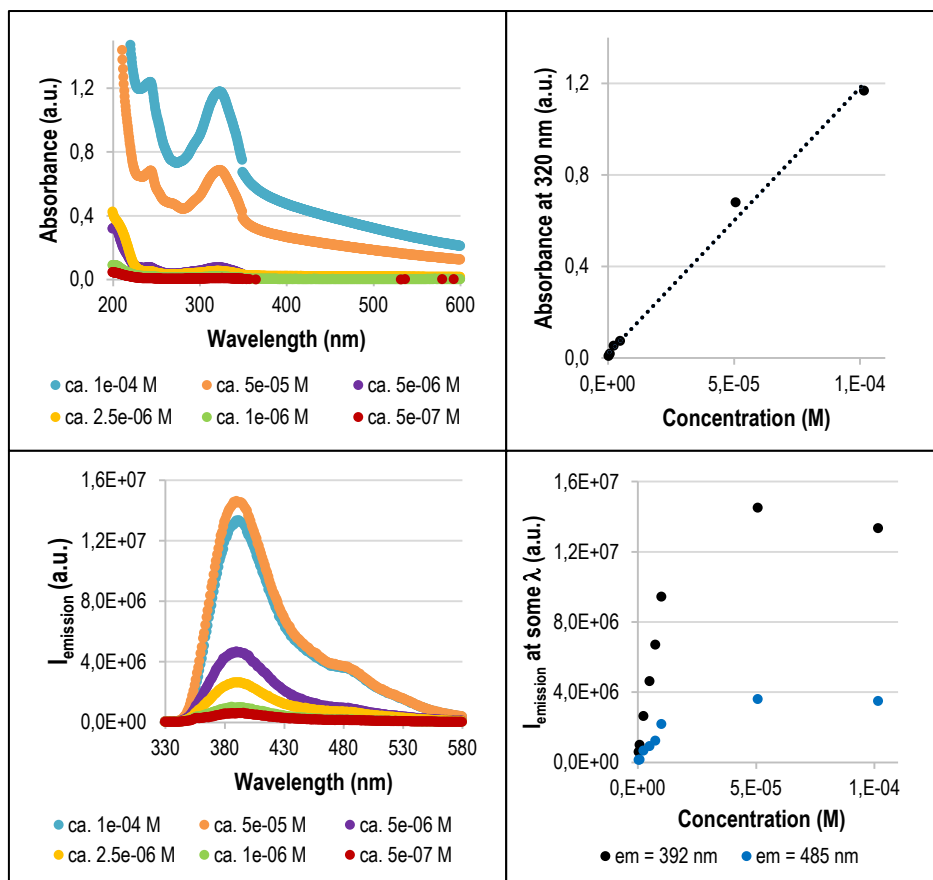 Absorbance (a.u.)
1,2
0,8
0,4
0,0
200 300 400 500 600
Wavelength (nm)
ca. 1e-04 M ca. 5e-05 M ca. 5e-06 M
ca. 2.5e-06 M ca. 1e-06 M ca. 5e-07 M
Absorbance at 320 nm (a.u.)
1,2
0,8
0,4
0,0
0,E+00 5,E-05 1,E-04
Concentration (M)
I emission (a.u.)
1,6E+07
1,2E+07
8,0E+06
4,0E+06
0,0E+00
330 380 430 480 530 580
Wavelength (nm)
ca. 1e-04 M ca. 5e-05 M ca. 5e-06 M
ca. 2.5e-06 M ca. 1e-06 M ca. 5e-07 M
I emission at some λ (a.u.)
1,6E+07
1,2E+07
8,0E+06
4,0E+06
0,0E+00
0,E+00 5,E-05 1,E-04
Concentration (M)
em = 392 nm em = 485 nm